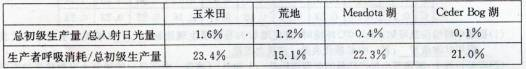 玉米田 荒地 Meadota 湖 Ceder Bog 湖
总初级生产量/总入射日光量 1.6% 1.2% 0.4% 0.1%
生产者呼吸消耗/总初级生产量 23.4% 15.1% 22.3% 21.0%